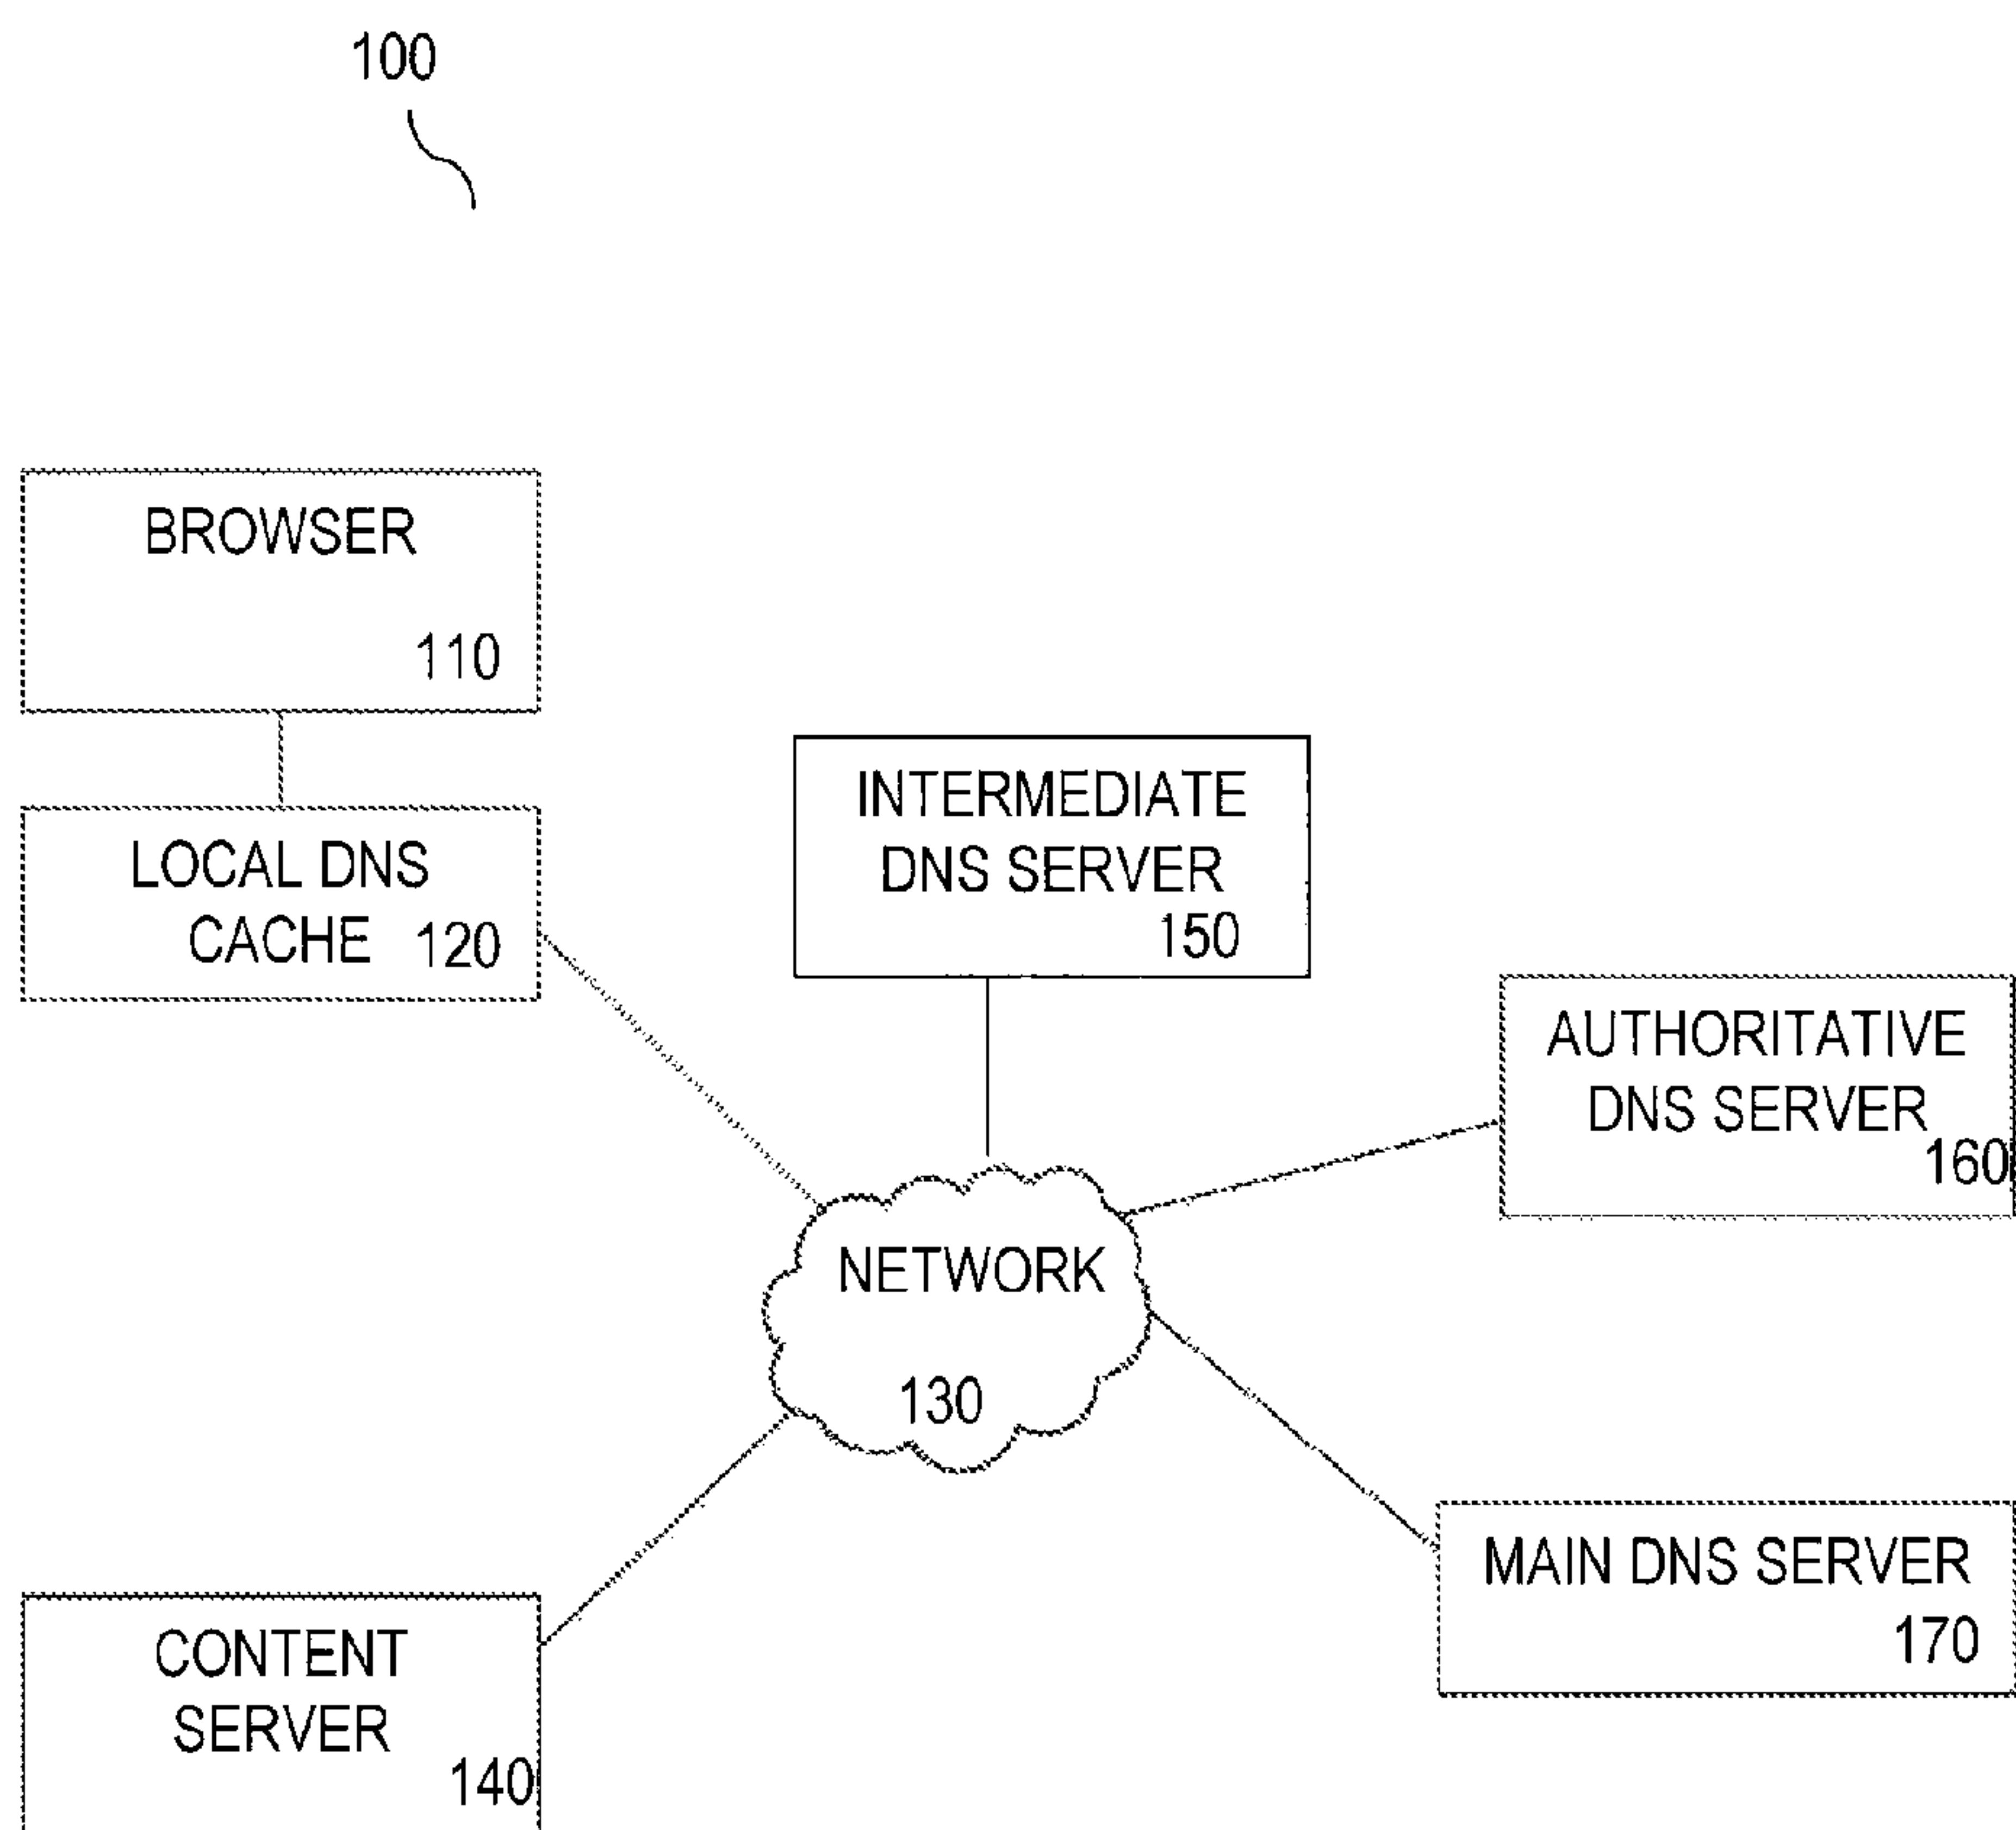 100
BROWSER
110
LOCAL DNS
CACHE 120
INTERMEDIATE
DNS SERVER
150
AUTHORITATIVE
DNS SERVER
160
NETWORK
130
MAIN DNS SERVER
170
CONTENT
SERVER
140